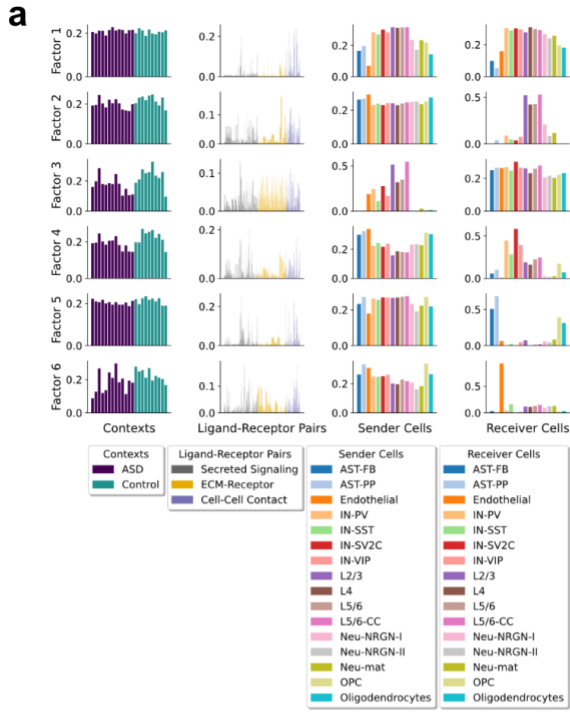 a
Factor 1
0.2
0.0
0.2
0.0
0.2
0.0
0.2
0.0
Factor 2
0.2
0.0
0.1
0.0
0.2
0.0
0.5
0.0
Factor 3
0.2
0.0
0.1
0.0
0.5
0.0
0.2
0.0
Factor 4
0.2
0.0
0.2
0.0
0.2
0.0
0.5
0.0
Factor 5
0.2
0.0
0.2
0.0
0.2
0.0
0.5
0.0
Factor 6
0.2
0.0
0.1
0.0
0.2
0.0
0.5
0.0
Contexts
Ligand-Receptor Pairs
Sender Cells
Receiver Cells
Contexts
ASD
Control
Ligand-Receptor Pairs
Secreted Signaling
ECM-Receptor
Cell-Cell Contact
Sender Cells
AST-FB
AST-PP
Endothelial
IN-PV
IN-SST
IN-SV2C
IN-VIP
L2/3
L4
L5/6
L5/6-CC
Neu-NRGN-I
Neu-NRGN-II
Neu-mat
OPC
Oligodendrocytes
Receiver Cells
AST-FB
AST-PP
Endothelial
IN-PV
IN-SST
IN-SV2C
IN-VIP
L2/3
L4
L5/6
L5/6-CC
Neu-NRGN-I
Neu-NRGN-II
Neu-mat
OPC
Oligodendrocytes